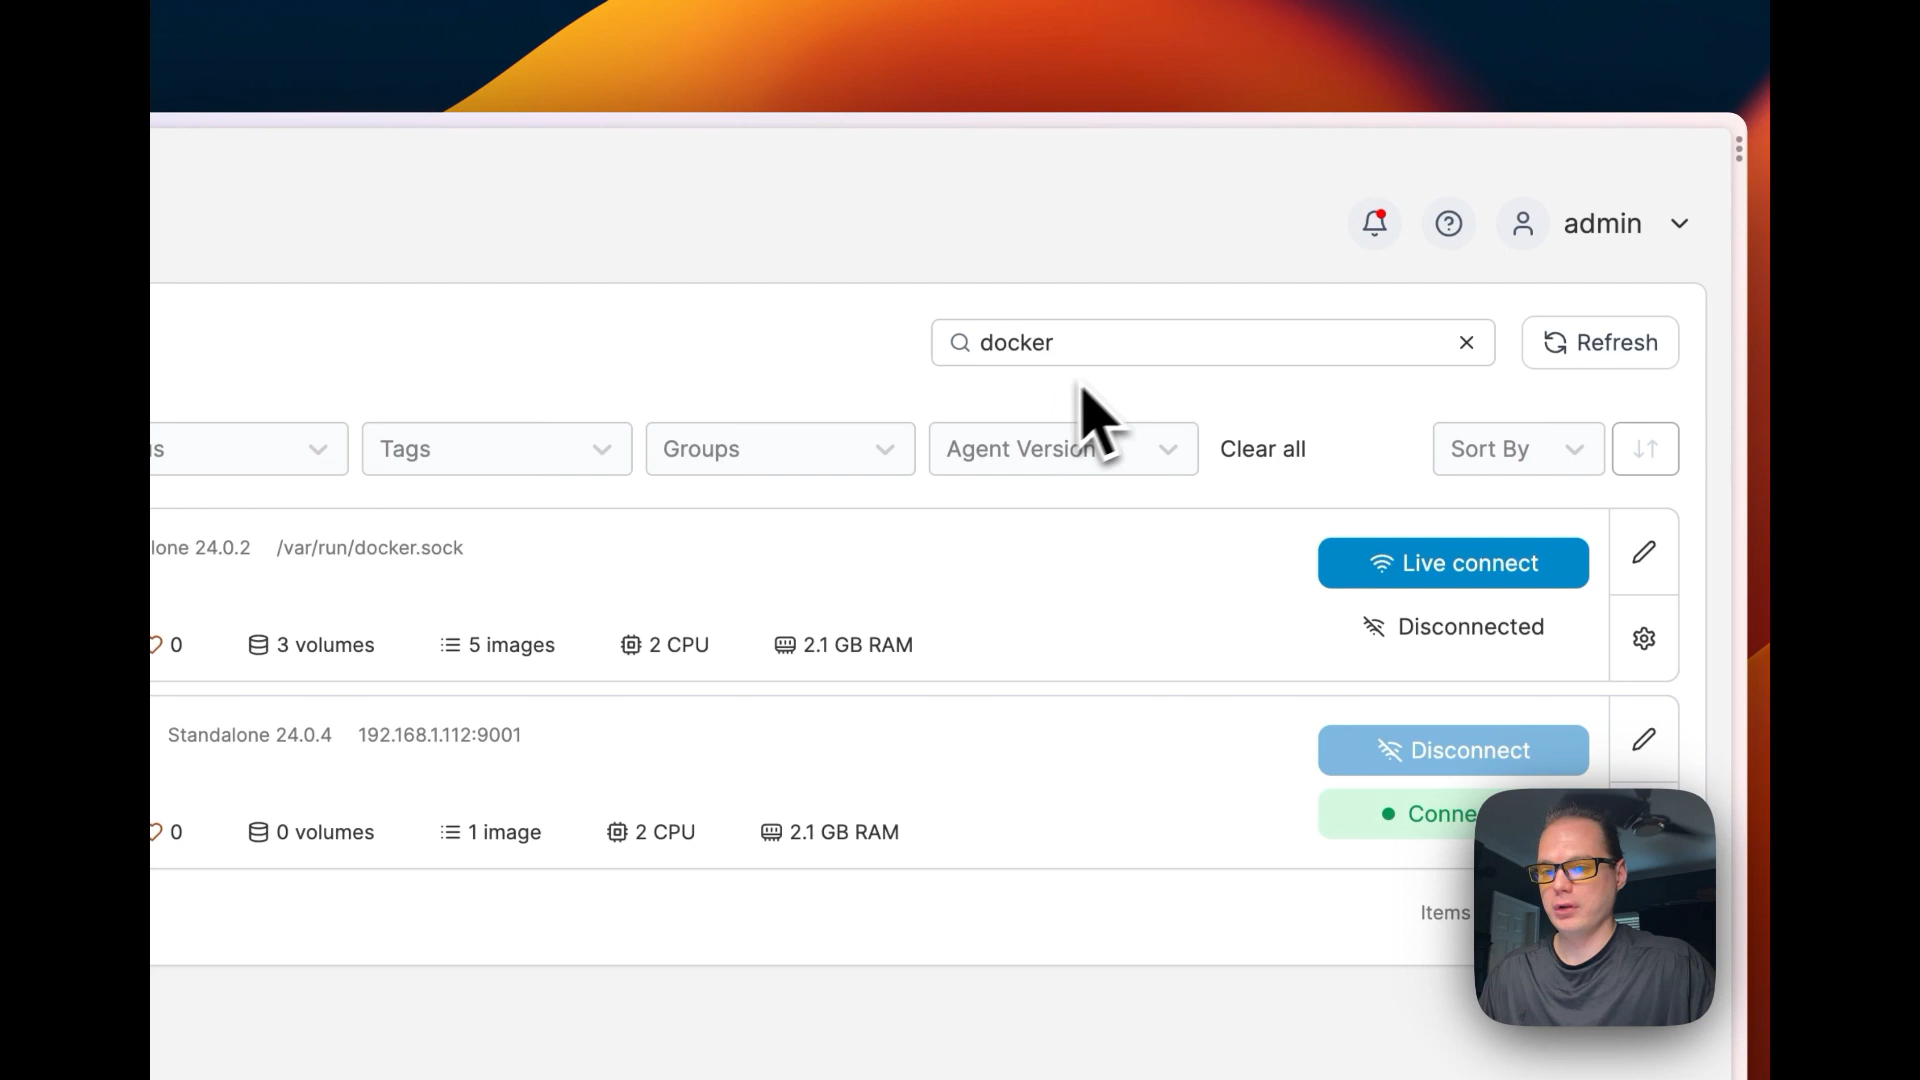 admin
docker
Refresh
s
Tags
Groups
Agent Version
Clear all
Sort By
lone 24.0.2 /var/run/docker.sock
Live connect
Disconnected
0 3 volumes 5 images 2 CPU 2.1 GB RAM
Standalone 24.0.4 192.168.1.112:9001
Disconnect
Conne
0 0 volumes 1 image 2 CPU 2.1 GB RAM
Items